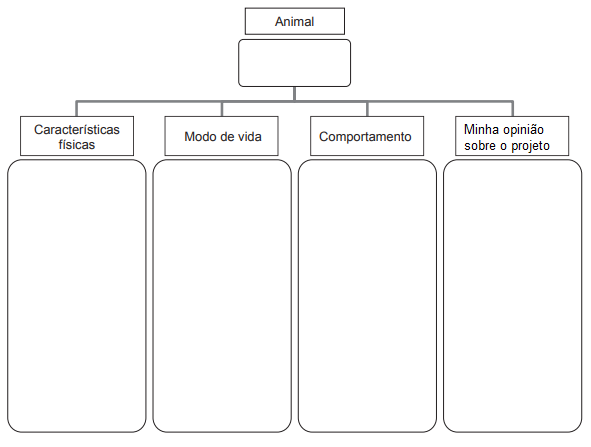 Animal
Características
físicas
Modo de vida
Comportamento
Minha opinião
sobre o projeto